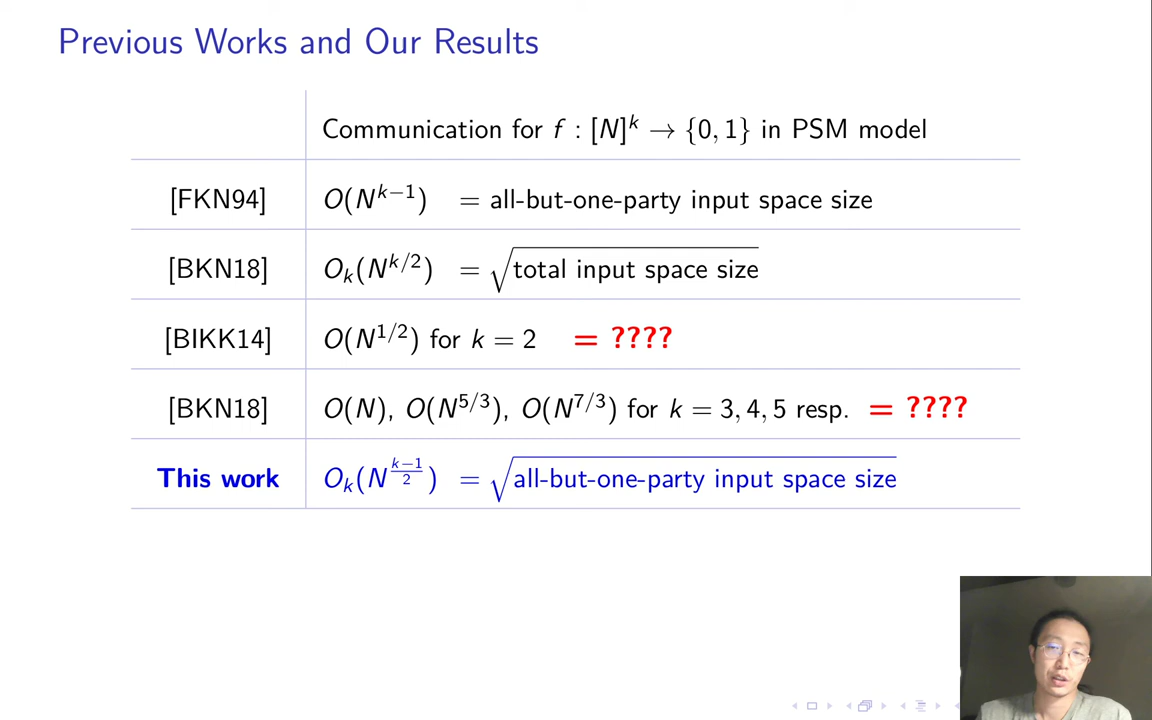 Previous Works and Our Results
Communication for f : [N]^k → {0, 1} in PSM model
[FKN94] O(N^{k−1}) = all-but-one-party input space size
[BKN18] O_k(N^{k/2}) = √total input space size
[BIKK14] O(N^{1/2}) for k = 2 = ????
[BKN18] O(N), O(N^{5/3}), O(N^{7/3}) for k = 3, 4, 5 resp. = ????
This work O_k(N^{\frac{k−1}{2}}) = √all-but-one-party input space size